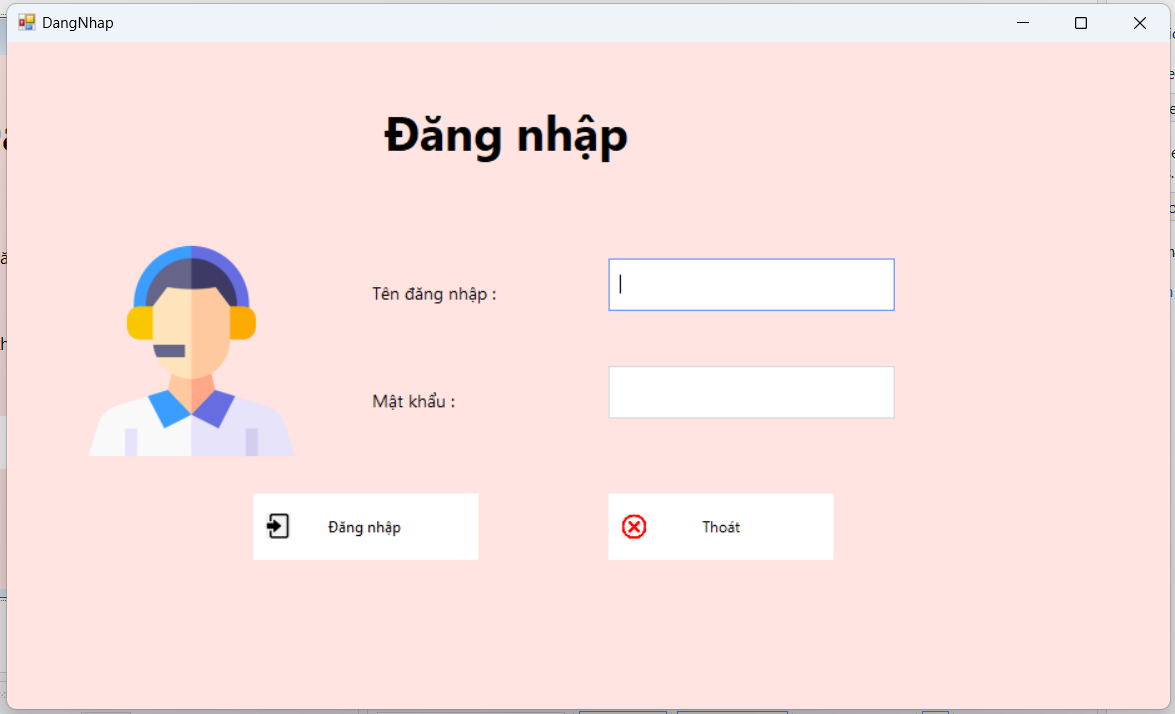 DangNhap
Đăng nhập
Tên đăng nhập :
Mật khẩu :
Đăng nhập
Thoát